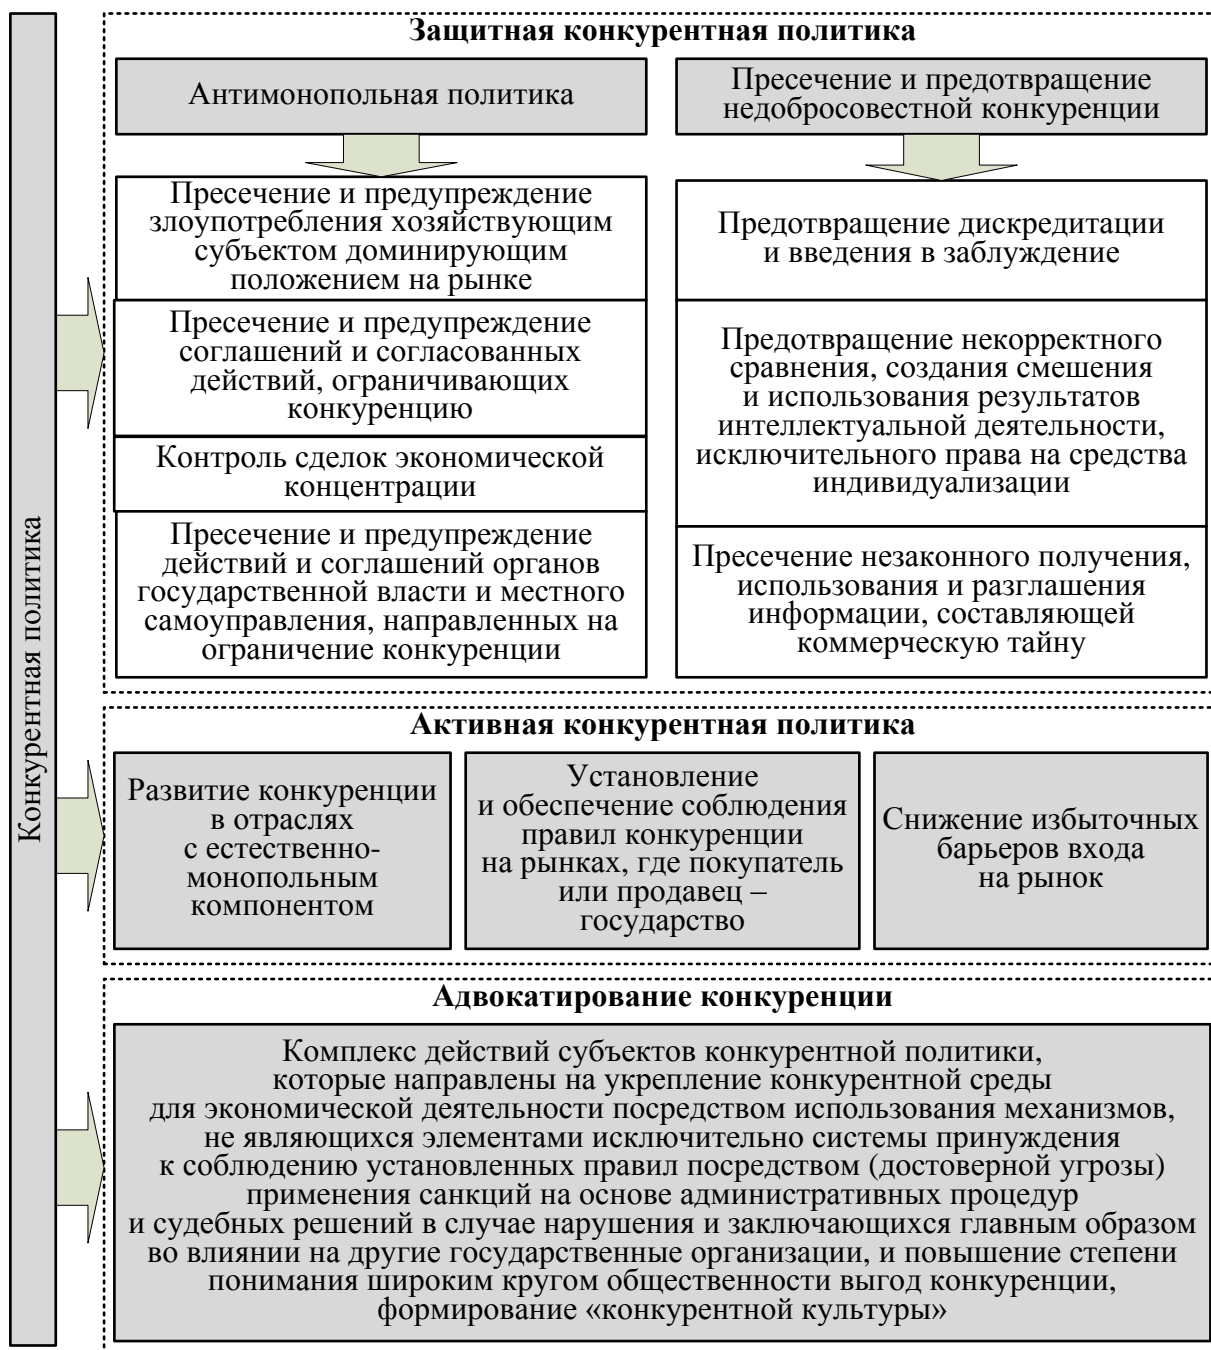 Конкурентная политика
Защитная конкурентная политика
Антимонопольная политика
Пресечение и предупреждение
злоупотребления хозяйствующим
субъектом доминирующим
положением на рынке
Пресечение и предупреждение
соглашений и согласованных
действий, ограничивающих
конкуренцию
Контроль сделок экономической
концентрации
Пресечение и предупреждение
действий и соглашений органов
государственной власти и местного
самоуправления, направленных на
ограничение конкуренции
Пресечение и предотвращение
недобросовестной конкуренции
Предотвращение дискредитации
и введения в заблуждение
Предотвращение некорректного
сравнения, создания смешения
и использования результатов
интеллектуальной деятельности,
исключительного права на средства
индивидуализации
Пресечение незаконного получения,
использования и разглашения
информации, составляющей
коммерческую тайну
Активная конкурентная политика
Развитие конкуренции
в отраслях
с естественно-
монопольным
компонентом
Установление
и обеспечение соблюдения
правил конкуренции
на рынках, где покупатель
или продавец –
государство
Снижение избыточных
барьеров входа
на рынок
Адвокатирование конкуренции
Комплекс действий субъектов конкурентной политики,
которые направлены на укрепление конкурентной среды
для экономической деятельности посредством использования механизмов,
не являющихся элементами исключительно системы принуждения
к соблюдению установленных правил посредством (достоверной угрозы)
применения санкций на основе административных процедур
и судебных решений в случае нарушения и заключающихся главным образом
во влиянии на другие государственные организации, и повышение степени
понимания широким кругом общественности выгод конкуренции,
формирование «конкурентной культуры»